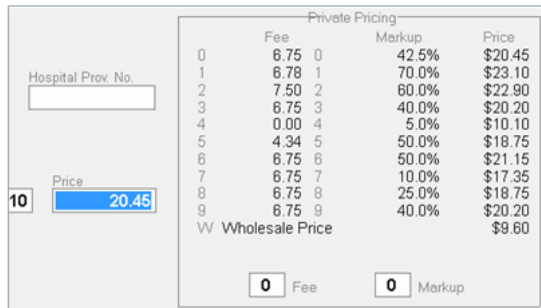 Private Pricing
Fee Markup Price
0 6.75 0 42.5% $20.45
1 6.78 1 70.0% $23.10
2 7.50 2 60.0% $22.90
3 6.75 3 40.0% $20.20
4 0.00 4 5.0% $10.10
5 4.34 5 50.0% $18.75
6 6.75 6 50.0% $21.15
7 6.75 7 10.0% $17.35
8 6.75 8 25.0% $18.75
9 6.75 9 40.0% $20.20
W Wholesale Price $9.60
0 Fee 0 Markup
Hospital Prov. No.
Price
10 20.45